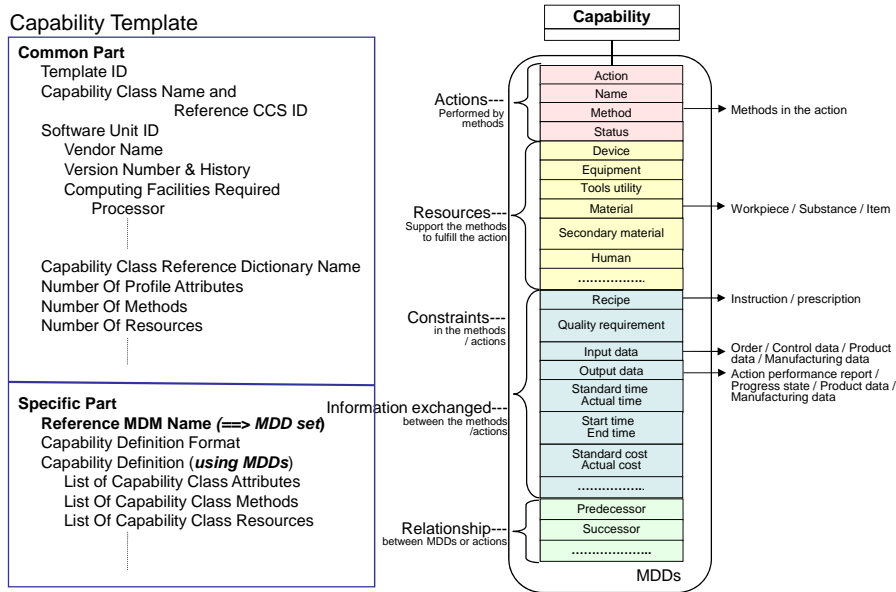 Capability Template
Common Part
Template ID
Capability Class Name and
Reference CCS ID
Software Unit ID
Vendor Name
Version Number & History
Computing Facilities Required
Processor
Capability Class Reference Dictionary Name
Number Of Profile Attributes
Number Of Methods
Number Of Resources
Specific Part
Reference MDM Name (==> MDD set)
Capability Definition Format
Capability Definition (using MDDs)
List of Capability Class Attributes
List Of Capability Class Methods
List Of Capability Class Resources
Capability
Actions---
Performed by
methods
Action
Name
Method
Status
Methods in the action
Resources---
Support the methods
to fulfill the action
Device
Equipment
Tools utility
Material
Secondary material
Human
...................
Workpiece / Substance / Item
Constraints---
in the methods
/ actions
Information exchanged---
between the methods
/actions
Recipe
Quality requirement
Input data
Output data
Standard time
Actual time
Start time
End time
Standard cost
Actual cost
...................
Instruction / prescription
Order / Control data / Product
data / Manufacturing data
Action performance report /
Progress state / Product data /
Manufacturing data
Relationship---
between MDDs or actions
Predecessor
Successor
......................
MDDs